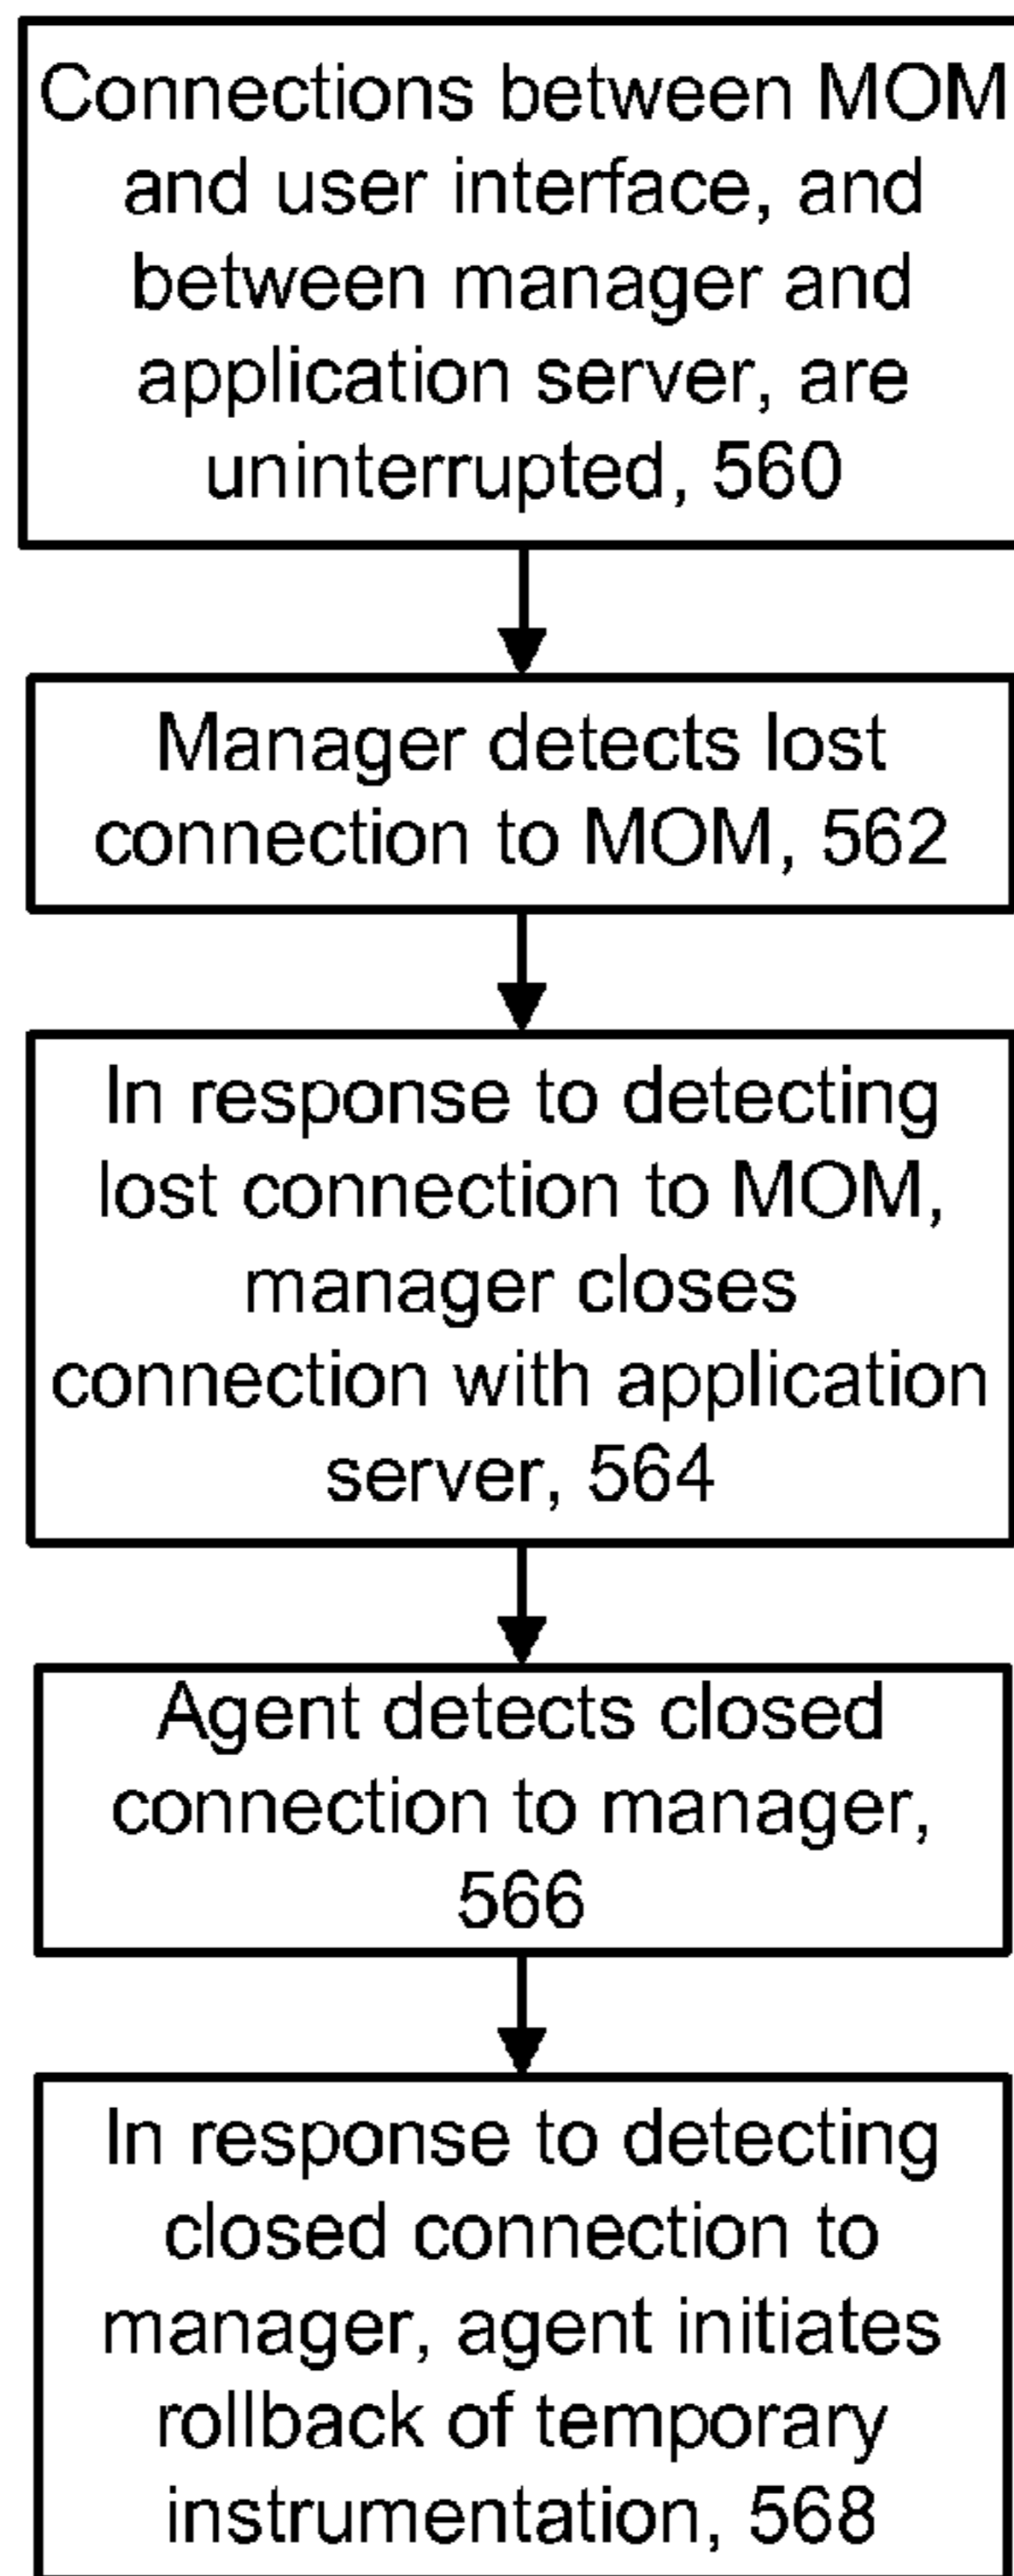 Connections between MOM
and user interface, and
between manager and
application server, are
uninterrupted, 560
Manager detects lost
connection to MOM, 562
In response to detecting
lost connection to MOM,
manager closes
connection with application
server, 564
Agent detects closed
connection to manager,
566
In response to detecting
closed connection to
manager, agent initiates
rollback of temporary
instrumentation, 568